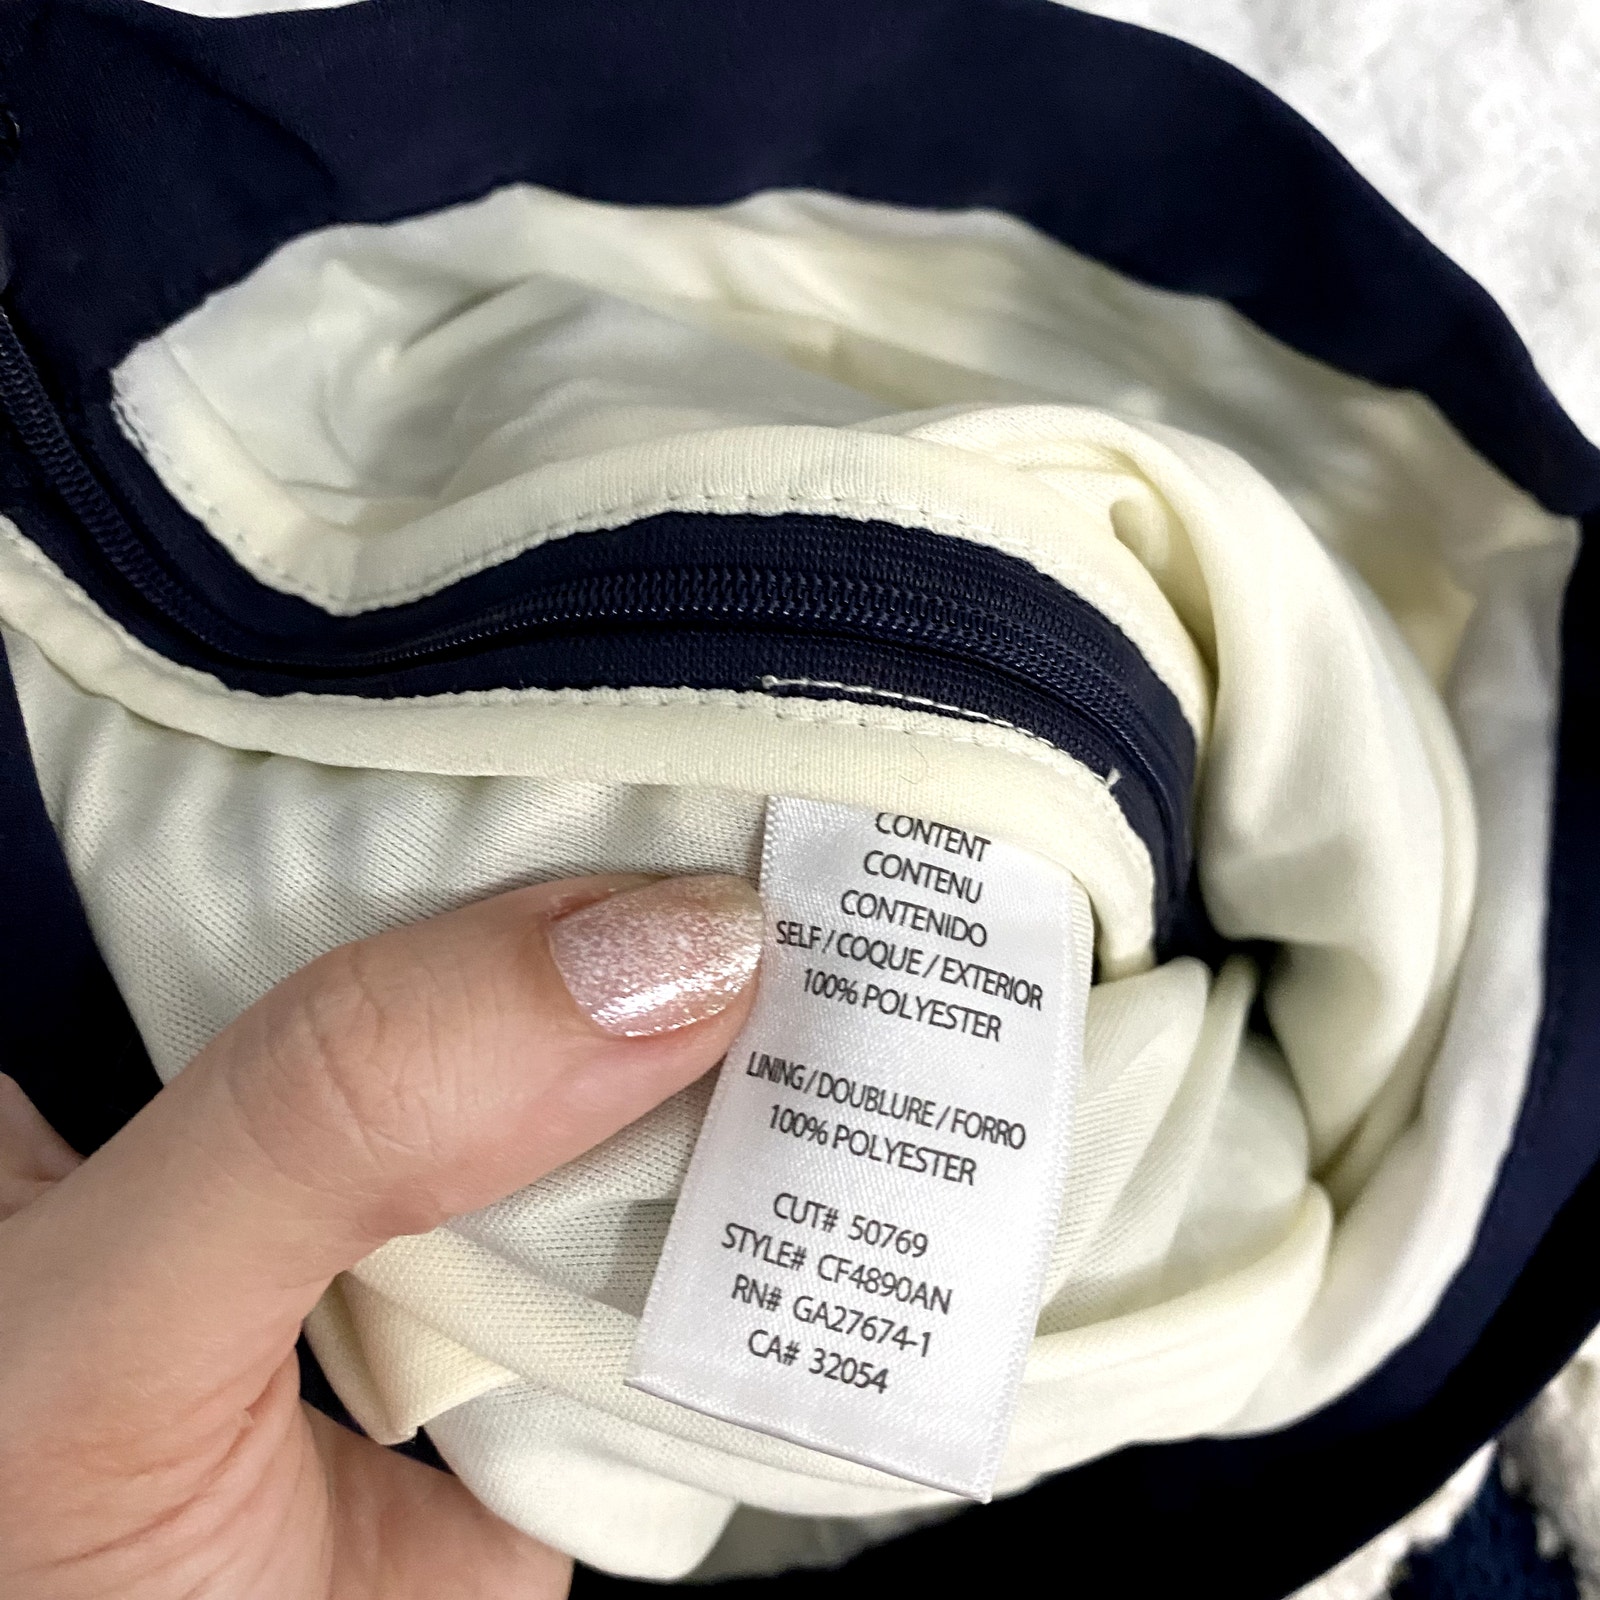 CONTENT
CONTENU
CONTENIDO
SELF / COQUE / EXTERIOR
100% POLYESTER
LINING / DOUBLURE / FORRO
100% POLYESTER
CUT# 50769
STYLE# CF4890AN
RN# GA27674-1
CA# 32054